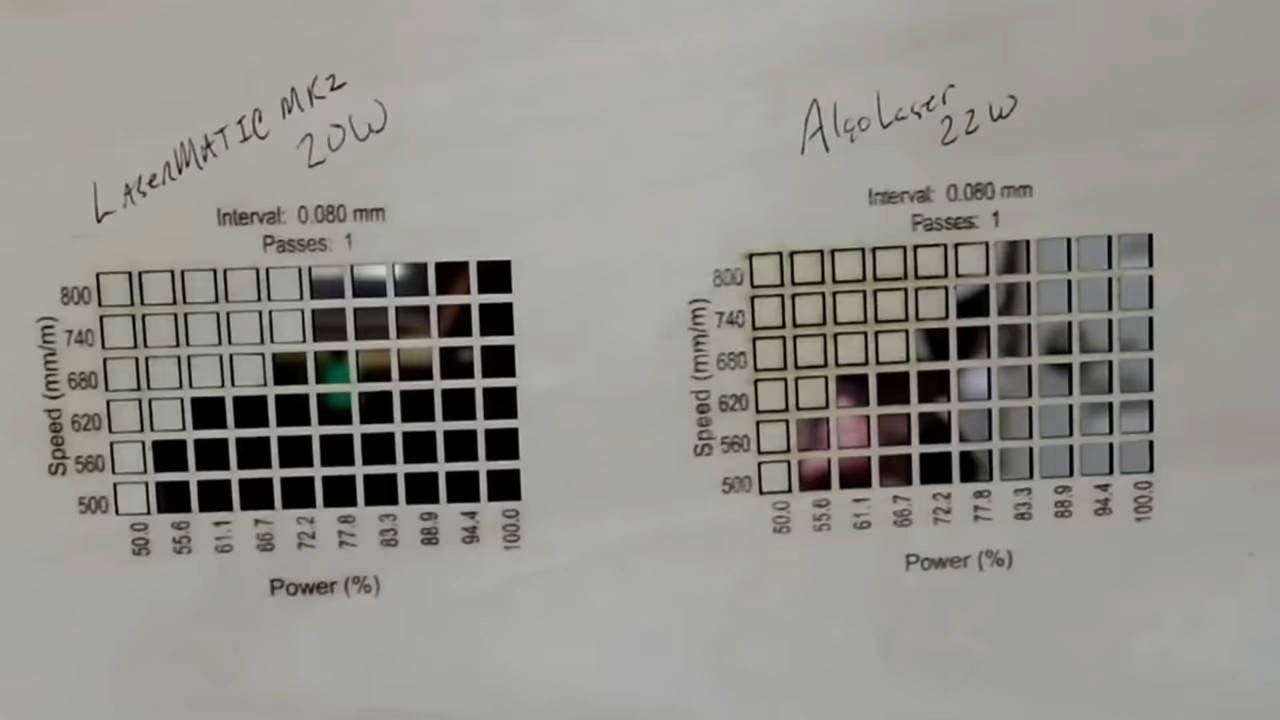 LaserMATIC MK2
20W
Interval: 0.080 mm
Passes: 1
800
740
680
620
560
500
Speed (mm/m)
50.0 55.6 61.1 66.7 72.2 77.8 83.3 88.9 94.4 100.0
Power (%)
AlgoLaser
22W
Interval: 0.080 mm
Passes: 1
800
740
680
620
560
500
Speed (mm/m)
50.0 55.6 61.1 66.7 72.2 77.8 83.3 88.9 94.4 100.0
Power (%)